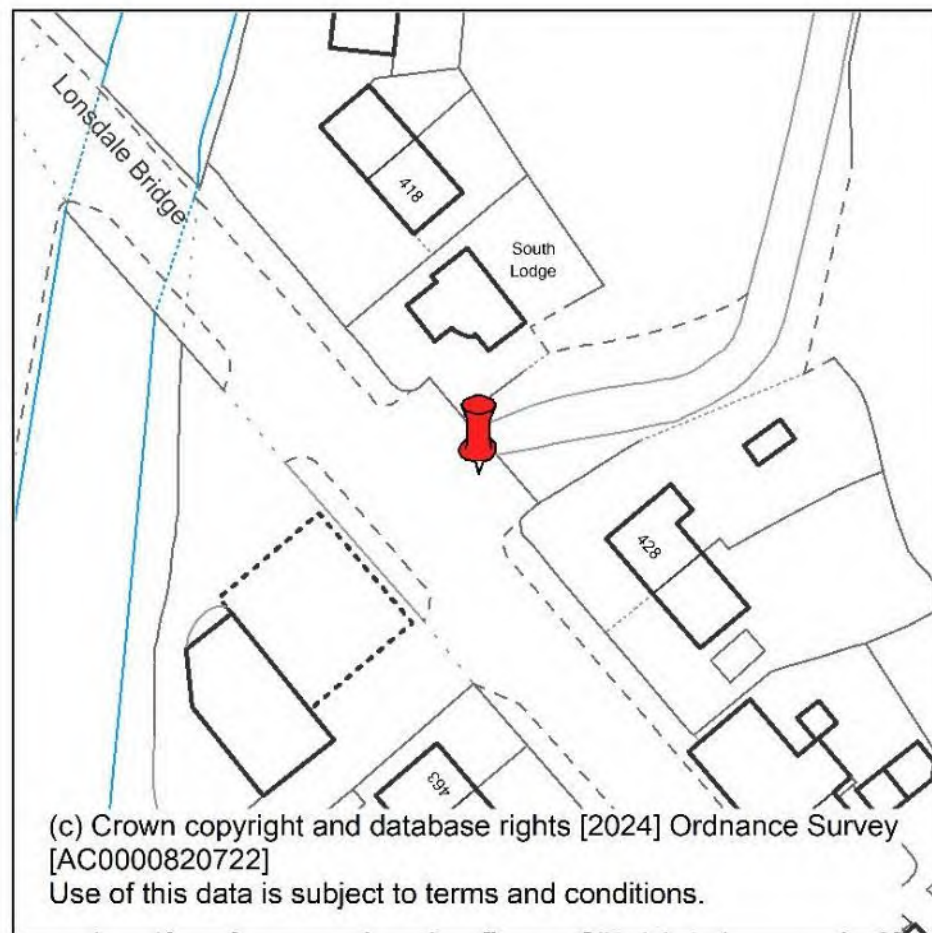 Lonsdale Bridge
418
South
Lodge
428
463
(c) Crown copyright and database rights [2024] Ordnance Survey
[AC0000820722]
Use of this data is subject to terms and conditions.